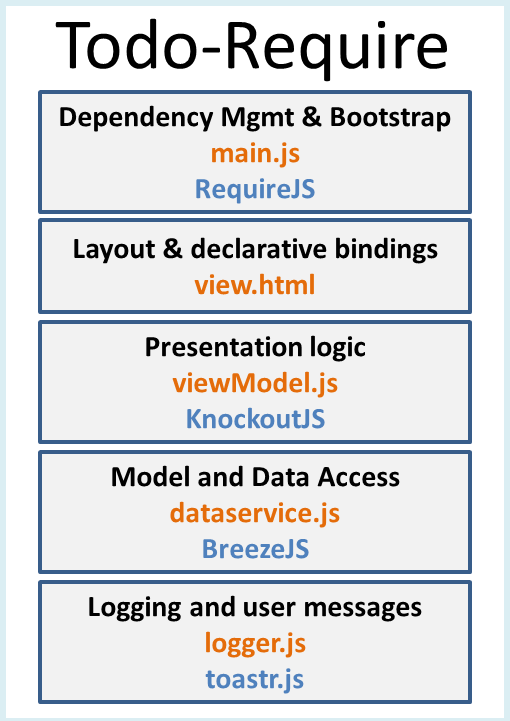 Todo-Require
Dependency Mgmt & Bootstrap
main.js
RequireJS
Layout & declarative bindings
view.html
Presentation logic
viewModel.js
KnockoutJS
Model and Data Access
dataservice.js
BreezeJS
Logging and user messages
logger.js
toastr.js